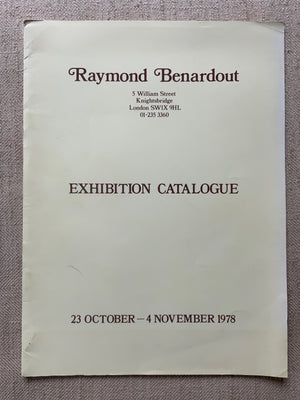 Raymond Benardout
5 William Street
Knightsbridge
London SW1X 9HL
01-235 3360
EXHIBITION CATALOGUE
23 OCTOBER — 4 NOVEMBER 1978